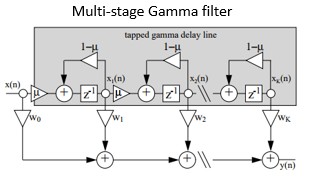 Multi-stage Gamma filter
tapped gamma delay line
1-μ 1-μ 1-μ
x(n) x₁(n) x₂(n) xₖ(n)
μ + z⁻¹ μ + z⁻¹ + z⁻¹
w₀ w₁ w₂ wₖ
+ + + y(n)